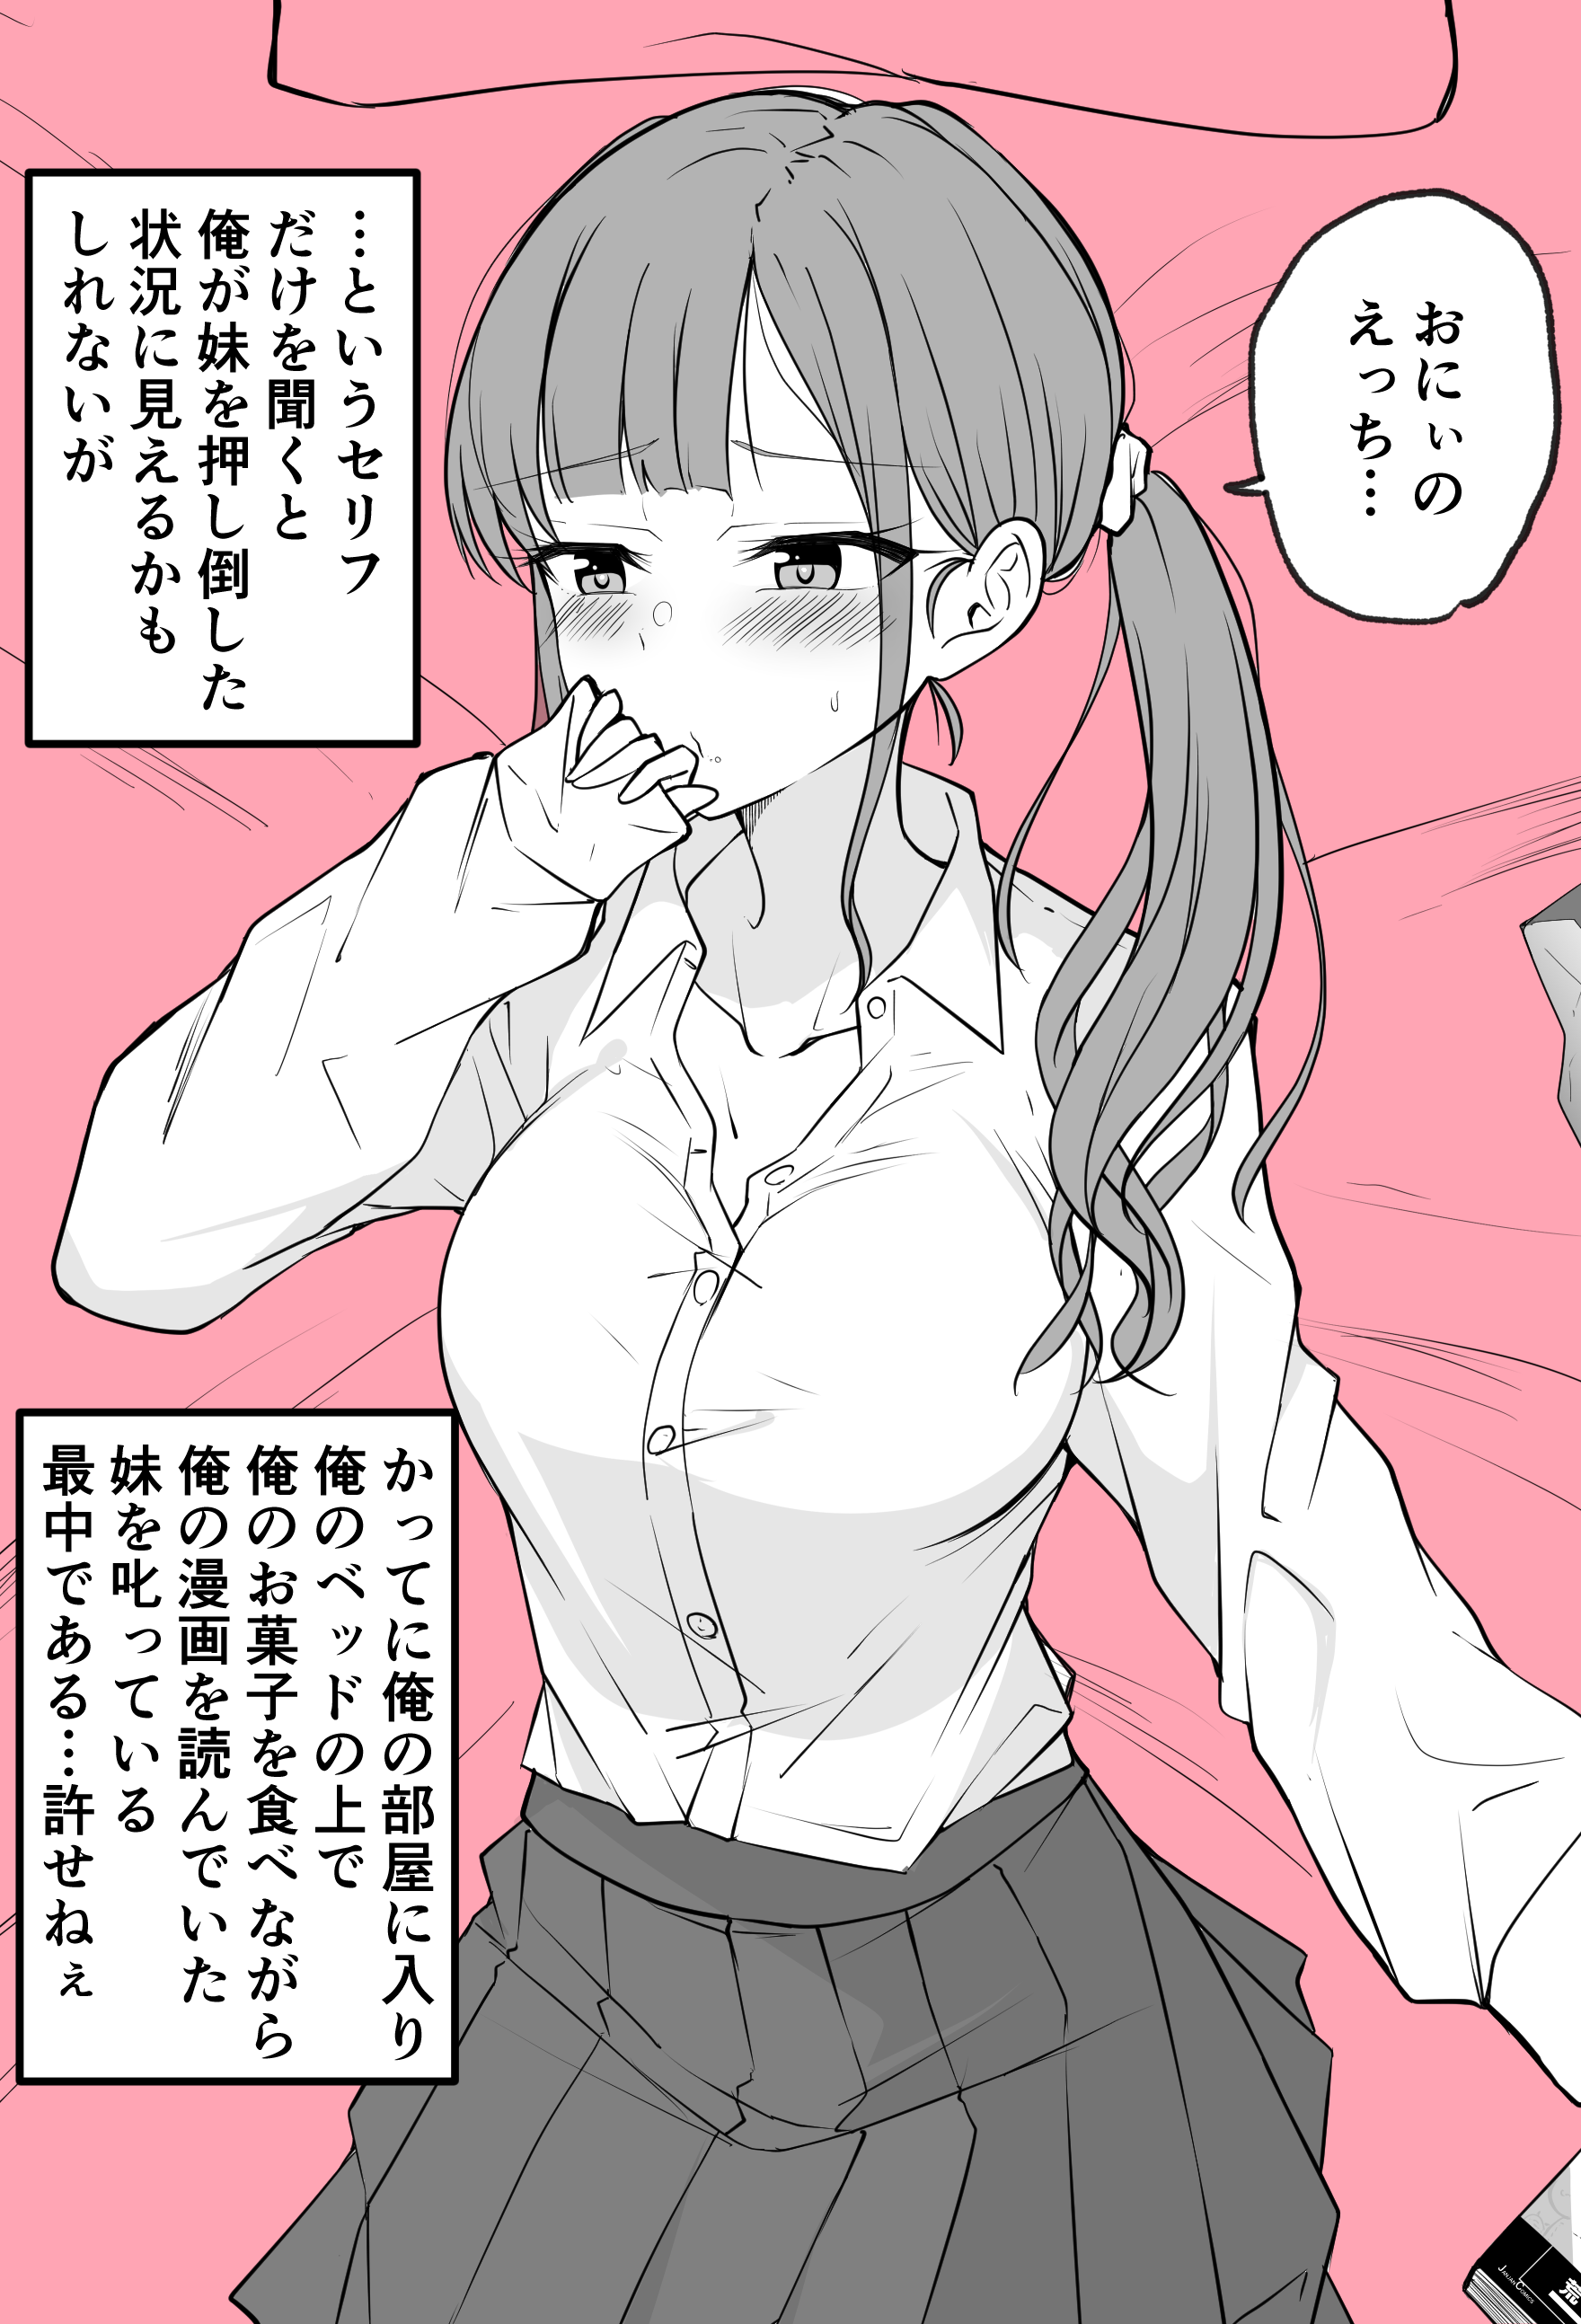 おにぃの
えっち…
…というセリフ
だけを聞くと
俺が妹を押し倒した
状況に見えるかも
しれないが
かってに俺の部屋に入り
俺のベッドの上で
俺のお菓子を食べながら
俺の漫画を読んでいた
妹を叱っている
最中である…許せねぇ
JANJAN COMICS
荒